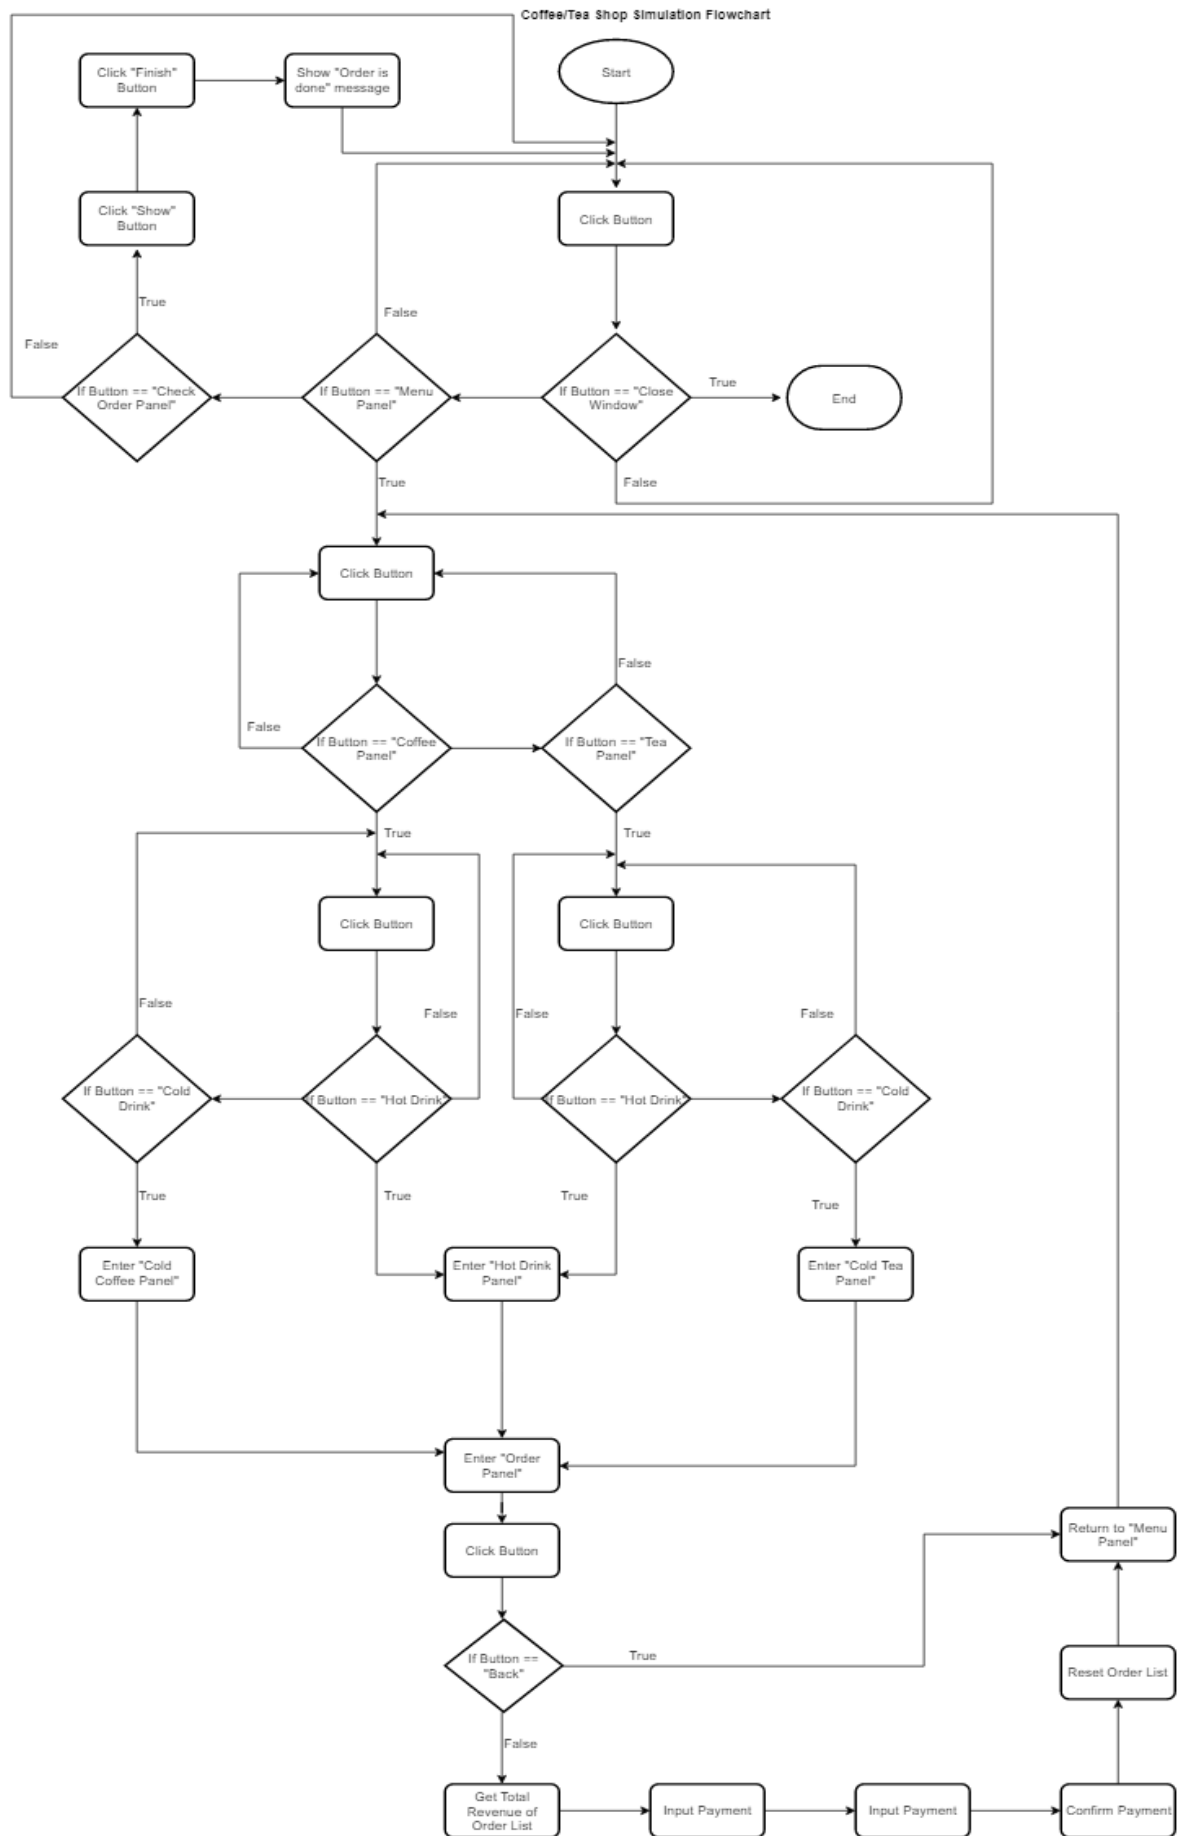 Coffee/Tea Shop Simulation Flowchart
Click "Finish"
Button
Show "Order is
done" message
Start
Click "Show"
Button
Click Button
True
False
False
If Button == "Check
Order Panel"
If Button == "Menu
Panel"
If Button == "Close
Window"
True
End
True
False
Click Button
False
False
If Button == "Coffee
Panel"
If Button == "Tea
Panel"
True
True
Click Button
Click Button
False
False
False
False
If Button == "Cold
Drink"
If Button == "Hot Drink"
If Button == "Hot Drink"
If Button == "Cold
Drink"
True
True
True
True
Enter "Cold
Coffee Panel"
Enter "Hot Drink
Panel"
Enter "Cold Tea
Panel"
Enter "Order
Panel"
Click Button
Return to "Menu
Panel"
If Button ==
"Back"
True
Reset Order List
False
Get Total
Revenue of
Order List
Input Payment
Input Payment
Confirm Payment